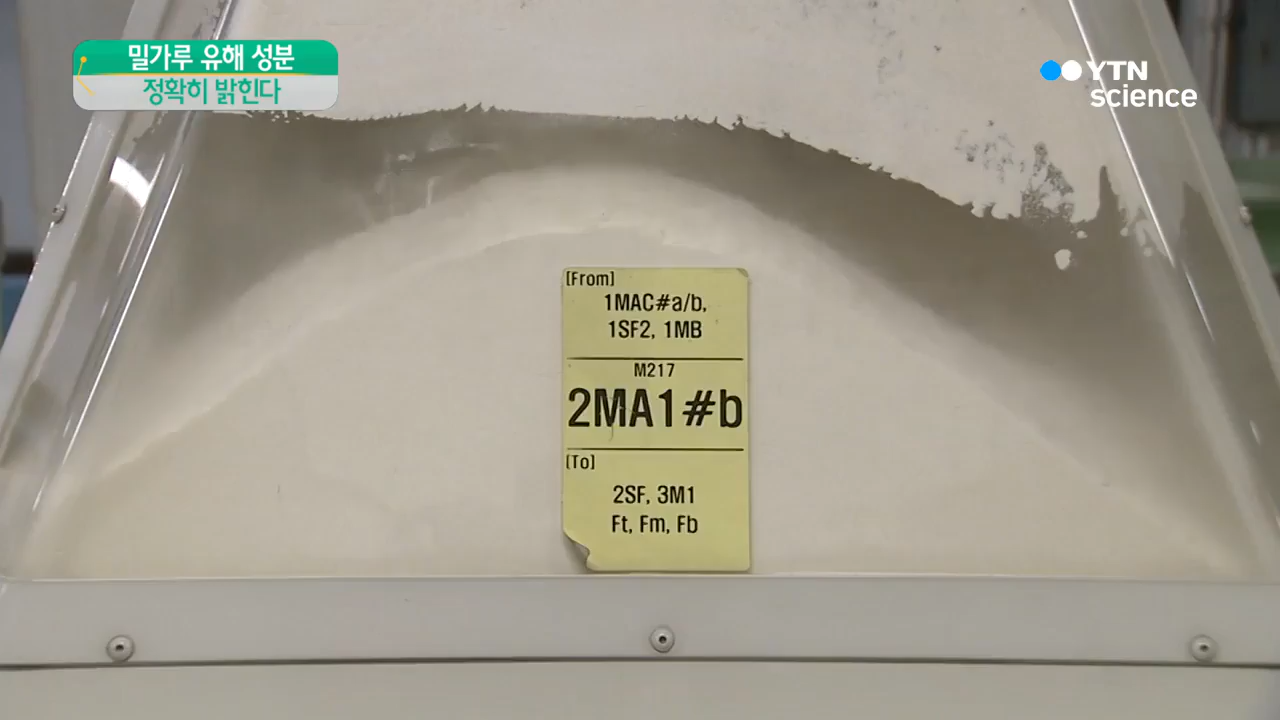 밀가루 유해 성분
정확히 밝힌다
YTN
science
[From]
1MAC#a/b,
1SF2, 1MB
M217
2MA1#b
[To]
2SF, 3M1
Ft, Fm, Fb